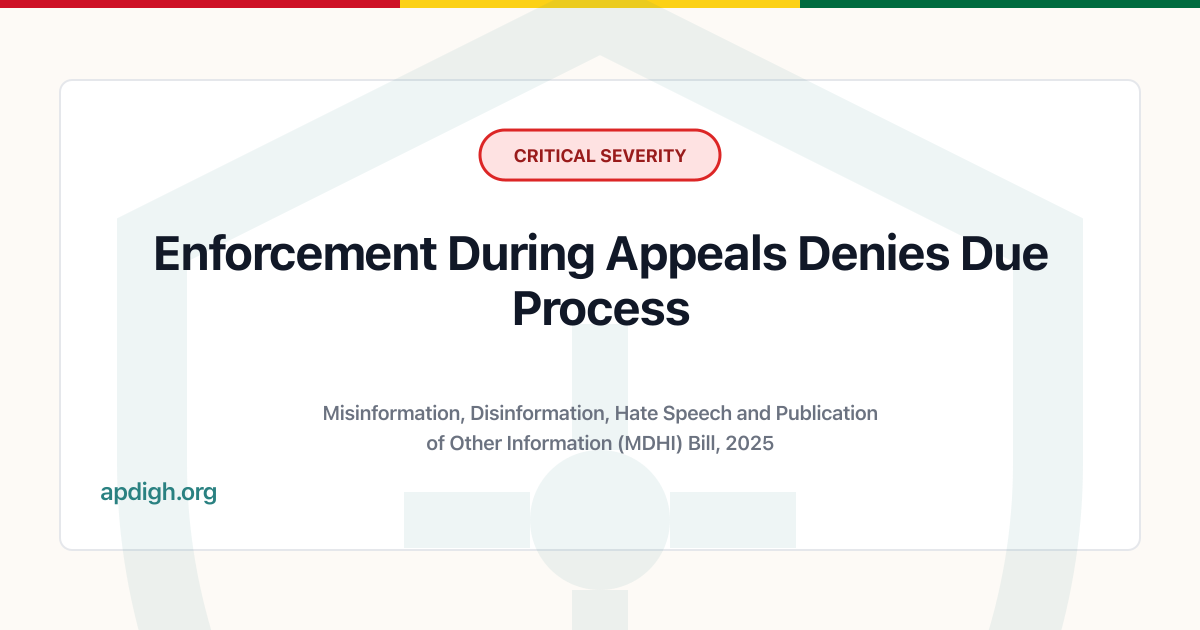 CRITICAL SEVERITY
Enforcement During Appeals Denies Due
Process
Misinformation, Disinformation, Hate Speech and Publication
of Other Information (MDHI) Bill, 2025
apdigh.org